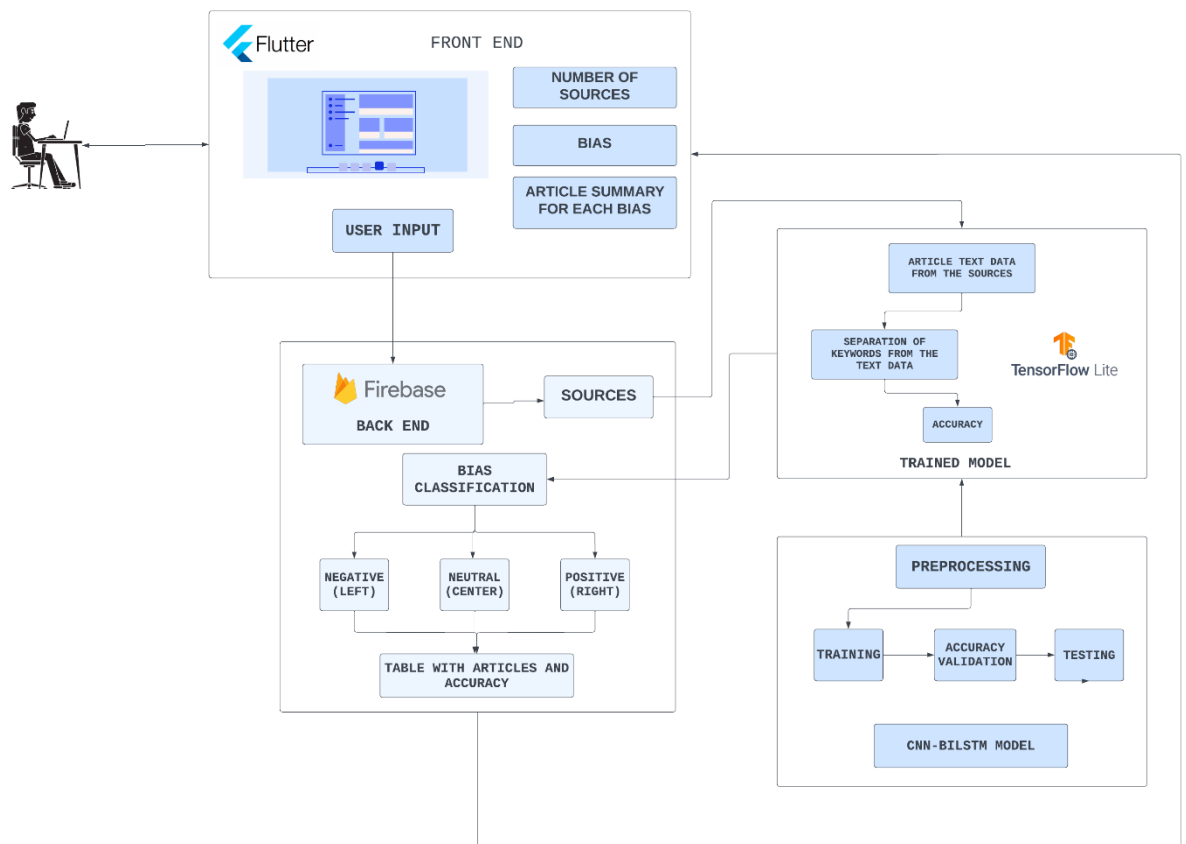 Flutter
FRONT END
NUMBER OF
SOURCES
BIAS
ARTICLE SUMMARY
FOR EACH BIAS
USER INPUT
ARTICLE TEXT DATA
FROM THE SOURCES
SEPARATION OF
KEYWORDS FROM THE
TEXT DATA
TensorFlow Lite
ACCURACY
TRAINED MODEL
Firebase
BACK END
SOURCES
BIAS
CLASSIFICATION
NEGATIVE
(LEFT)
NEUTRAL
(CENTER)
POSITIVE
(RIGHT)
TABLE WITH ARTICLES AND
ACCURACY
PREPROCESSING
TRAINING
ACCURACY
VALIDATION
TESTING
CNN-BILSTM MODEL